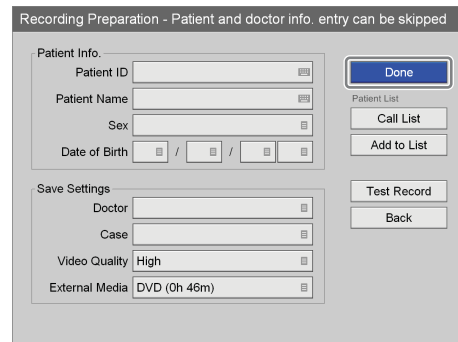 Recording Preparation - Patient and doctor info. entry can be skipped
Patient Info.
Patient ID
Patient Name
Sex
Date of Birth / /
Save Settings
Doctor
Case
Video Quality High
External Media DVD (0h 46m)
Done
Patient List
Call List
Add to List
Test Record
Back